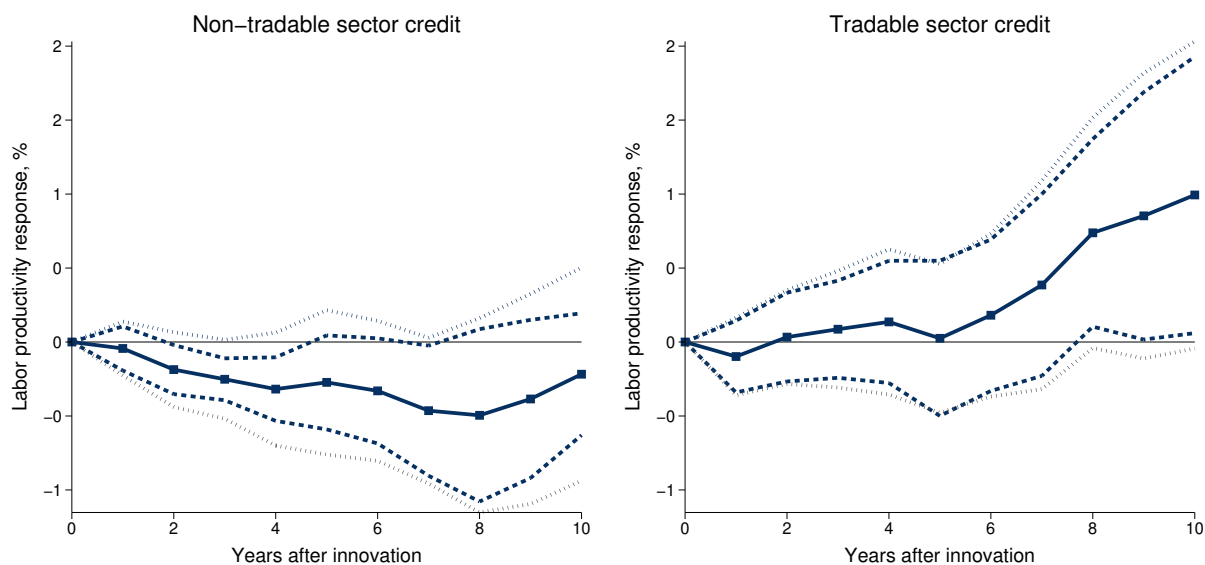 Non−tradable sector credit
Labor productivity response, %
2
2
1
0
0
−0
−1
0 2 4 6 8 10
Years after innovation
Tradable sector credit
Labor productivity response, %
2
2
1
0
0
−0
−1
0 2 4 6 8 10
Years after innovation